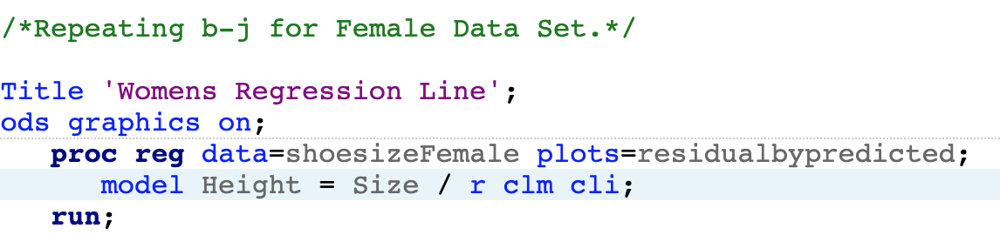 /*Repeating b-j for Female Data Set.*/
Title 'Womens Regression Line';
ods graphics on;
proc reg data=shoesizeFemale plots=residualbypredicted;
model Height = Size / r clm cli;
run;